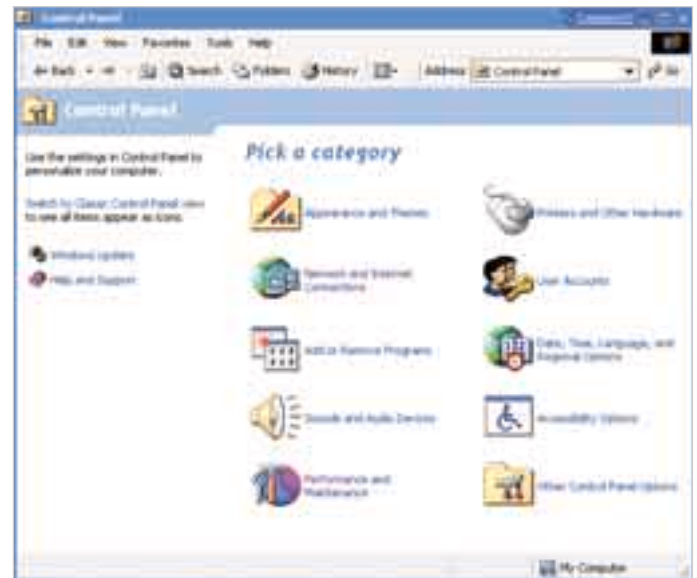 Control Panel
File Edit View Favorites Tools Help
Back Search Folders History Address Control Panel Go
Control Panel
Use the settings in Control Panel to
personalize your computer.
Switch to Classic Control Panel view
to see all items appear as icons.
Windows Update
Help and Support
Pick a category
Appearance and Themes
Printers and Other Hardware
Network and Internet
Connections
User Accounts
Add or Remove Programs
Date, Time, Language, and
Regional Options
Sounds and Audio Devices
Accessibility Options
Performance and
Maintenance
Other Control Panel Options
My Computer